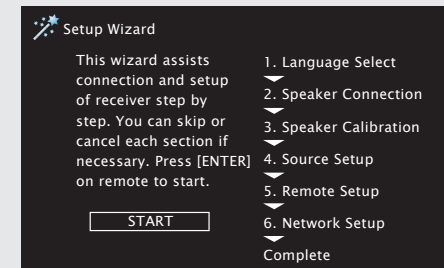 Setup Wizard
This wizard assists
connection and setup
of receiver step by
step. You can skip or
cancel each section if
necessary. Press [ENTER]
on remote to start.
START
1. Language Select
2. Speaker Connection
3. Speaker Calibration
4. Source Setup
5. Remote Setup
6. Network Setup
Complete